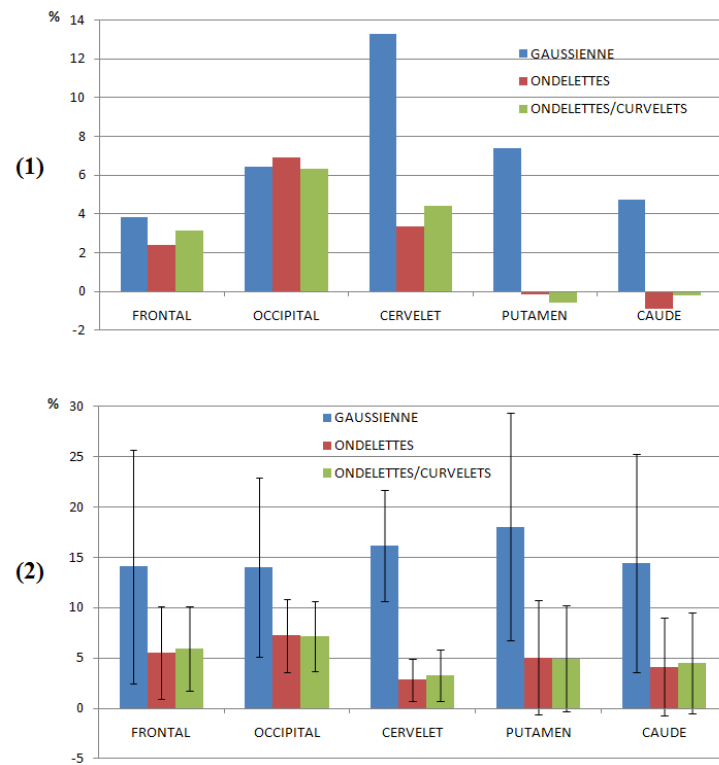 %
14
12
10
8
6
4
2
0
-2
GAUSSIENNE
ONDELETTES
ONDELETTES/CURVELETS
(1)
FRONTAL OCCIPITAL CERVELET PUTAMEN CAUDE
%
30
25
20
15
10
5
0
-5
GAUSSIENNE
ONDELETTES
ONDELETTES/CURVELETS
(2)
FRONTAL OCCIPITAL CERVELET PUTAMEN CAUDE